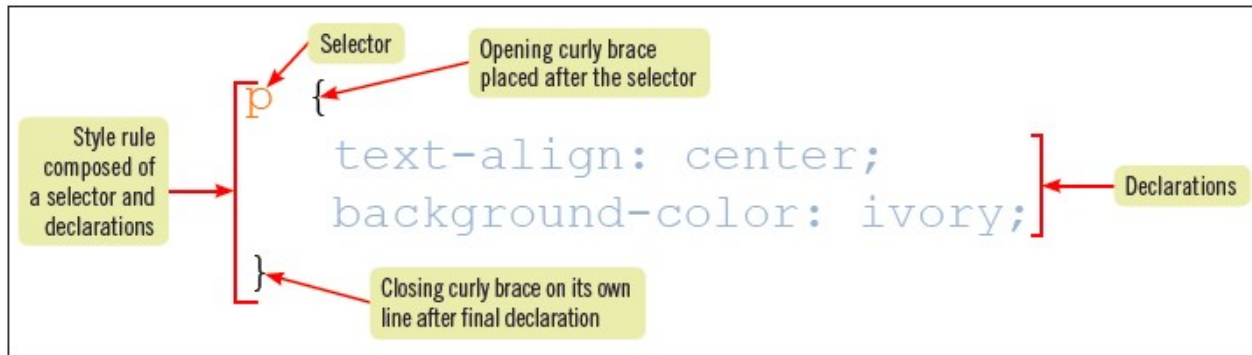 Selector
Opening curly brace
placed after the selector
p {
Style rule
composed of
a selector and
declarations
text-align: center;
background-color: ivory;
Declarations
}
Closing curly brace on its own
line after final declaration